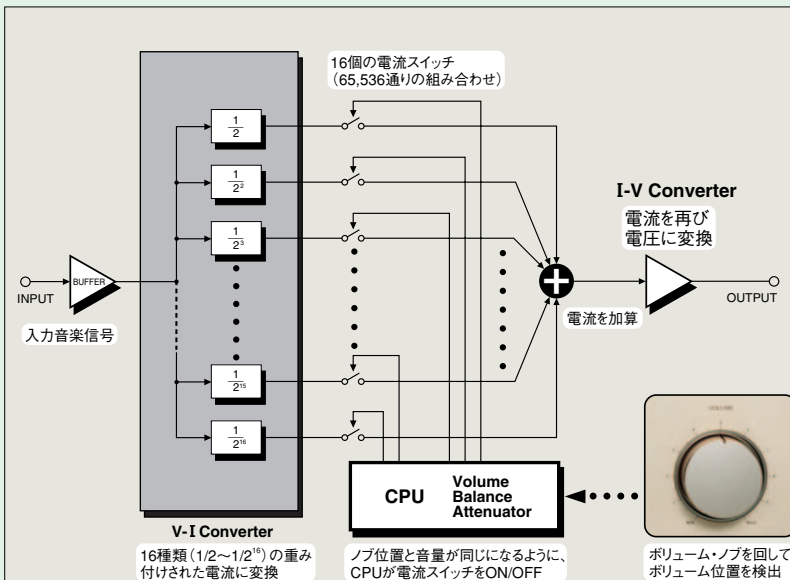 16個の電流スイッチ
（65,536通りの組み合わせ）
1/2
1/2²
1/2³
1/2¹⁵
1/2¹⁶
BUFFER
INPUT
入力音楽信号
I-V Converter
電流を再び
電圧に変換
電流を加算
OUTPUT
VOLUME
CPU
Volume
Balance
Attenuator
V-I Converter
16種類（1/2〜1/2¹⁶）の重み
付けされた電流に変換
ノブ位置と音量が同じになるように、
CPUが電流スイッチをON/OFF
ボリューム・ノブを回して
ボリューム位置を検出